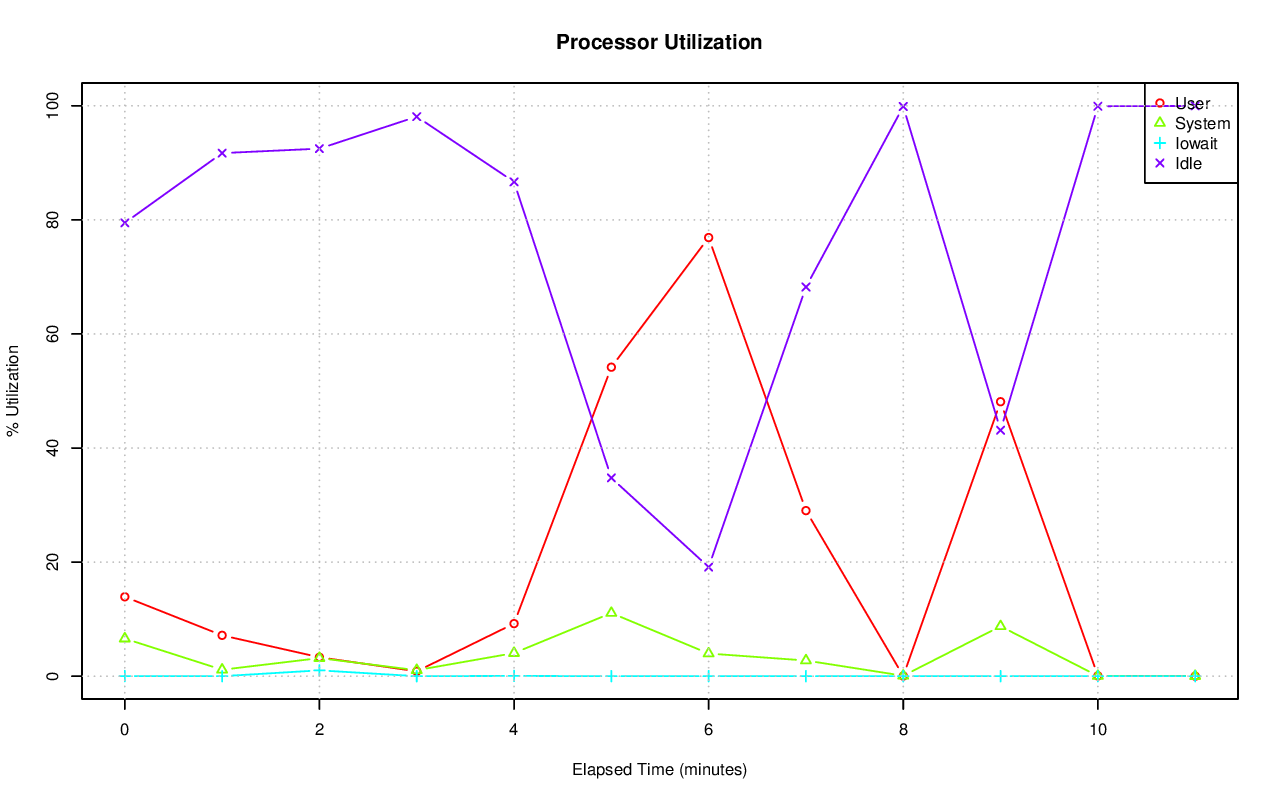 Processor Utilization
% Utilization
100
80
60
40
20
0
User
System
Iowait
Idle
0 2 4 6 8 10
Elapsed Time (minutes)